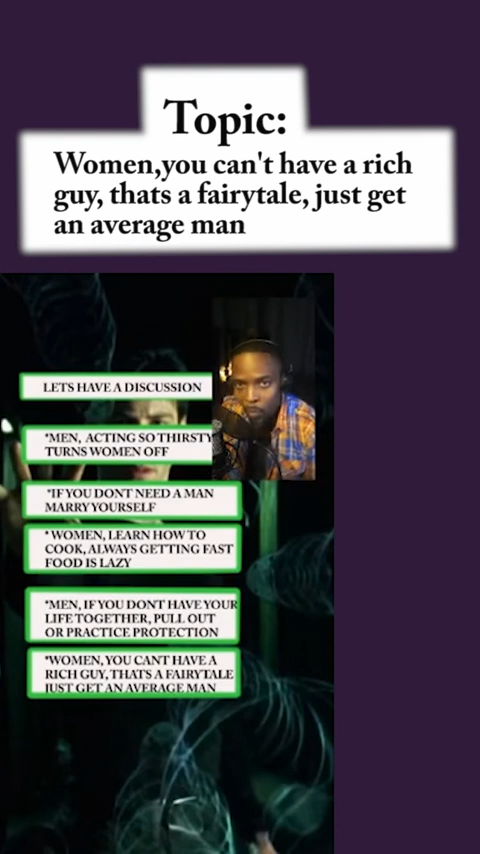 Topic:
Women,you can't have a rich
guy, thats a fairytale, just get
an average man
LETS HAVE A DISCUSSION
*MEN, ACTING SO THIRSTY
TURNS WOMEN OFF
*IF YOU DONT NEED A MAN
MARRY YOURSELF
* WOMEN, LEARN HOW TO
COOK, ALWAYS GETTING FAST
FOOD IS LAZY
*MEN, IF YOU DONT HAVE YOUR
LIFE TOGETHER, PULL OUT
OR PRACTICE PROTECTION
*WOMEN, YOU CANT HAVE A
RICH GUY, THATS A FAIRYTALE
JUST GET AN AVERAGE MAN